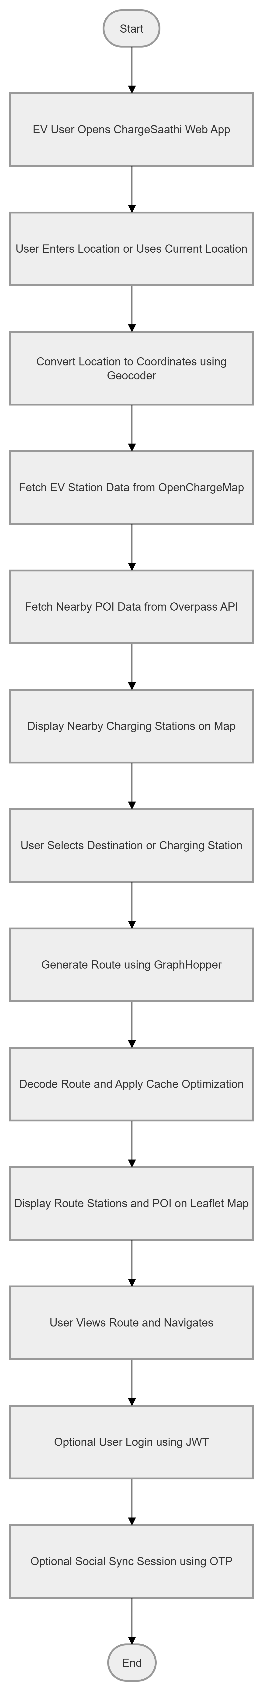 Start
EV User Opens ChargeSaathi Web App
User Enters Location or Uses Current Location
Convert Location to Coordinates using
Geocoder
Fetch EV Station Data from OpenChargeMap
Fetch Nearby POI Data from Overpass API
Display Nearby Charging Stations on Map
User Selects Destination or Charging Station
Generate Route using GraphHopper
Decode Route and Apply Cache Optimization
Display Route Stations and POI on Leaflet Map
User Views Route and Navigates
Optional User Login using JWT
Optional Social Sync Session using OTP
End